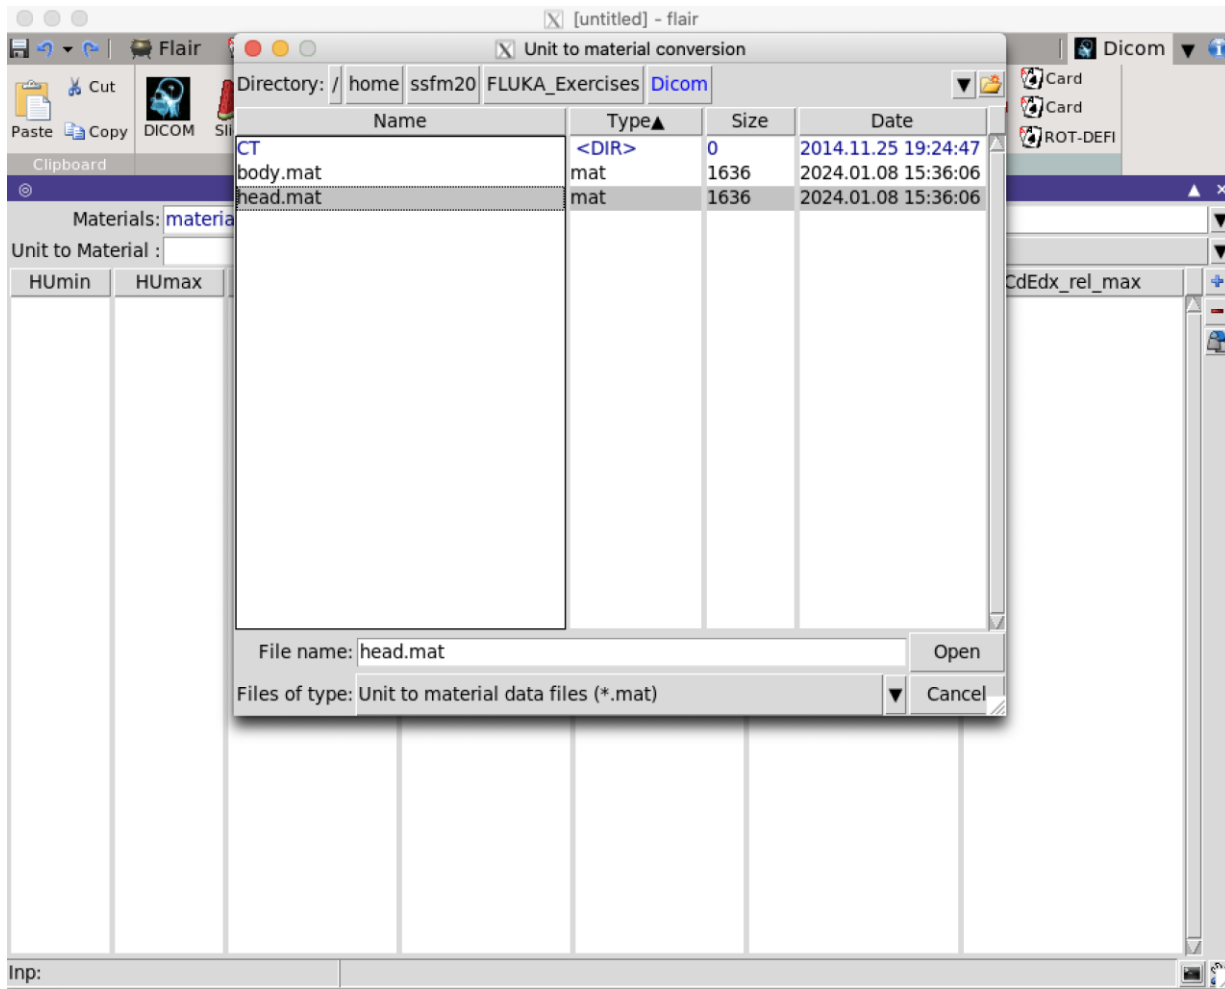 [untitled] - flair
Flair
Unit to material conversion
Dicom
Cut
Paste
Copy
DICOM
Clipboard
Card
Card
ROT-DEFI
Directory: / home ssfm20 FLUKA_Exercises Dicom
Name Type▲ Size Date
CT <DIR> 0 2014.11.25 19:24:47
body.mat mat 1636 2024.01.08 15:36:06
head.mat mat 1636 2024.01.08 15:36:06
Materials:
Unit to Material :
HUmin HUmax CdEdx_rel_max
File name: head.mat Open
Files of type: Unit to material data files (*.mat) Cancel
Inp: